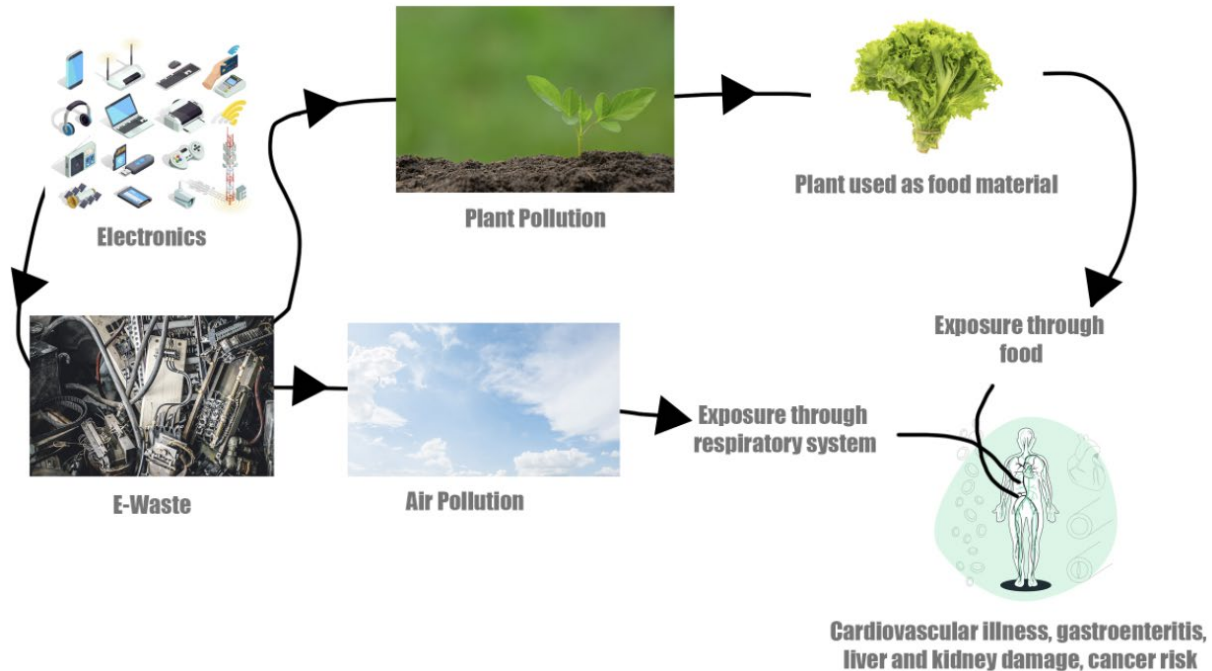 Electronics
Plant Pollution
Plant used as food material
Exposure through
food
E-Waste
Air Pollution
Exposure through
respiratory system
Cardiovascular illness, gastroenteritis,
liver and kidney damage, cancer risk